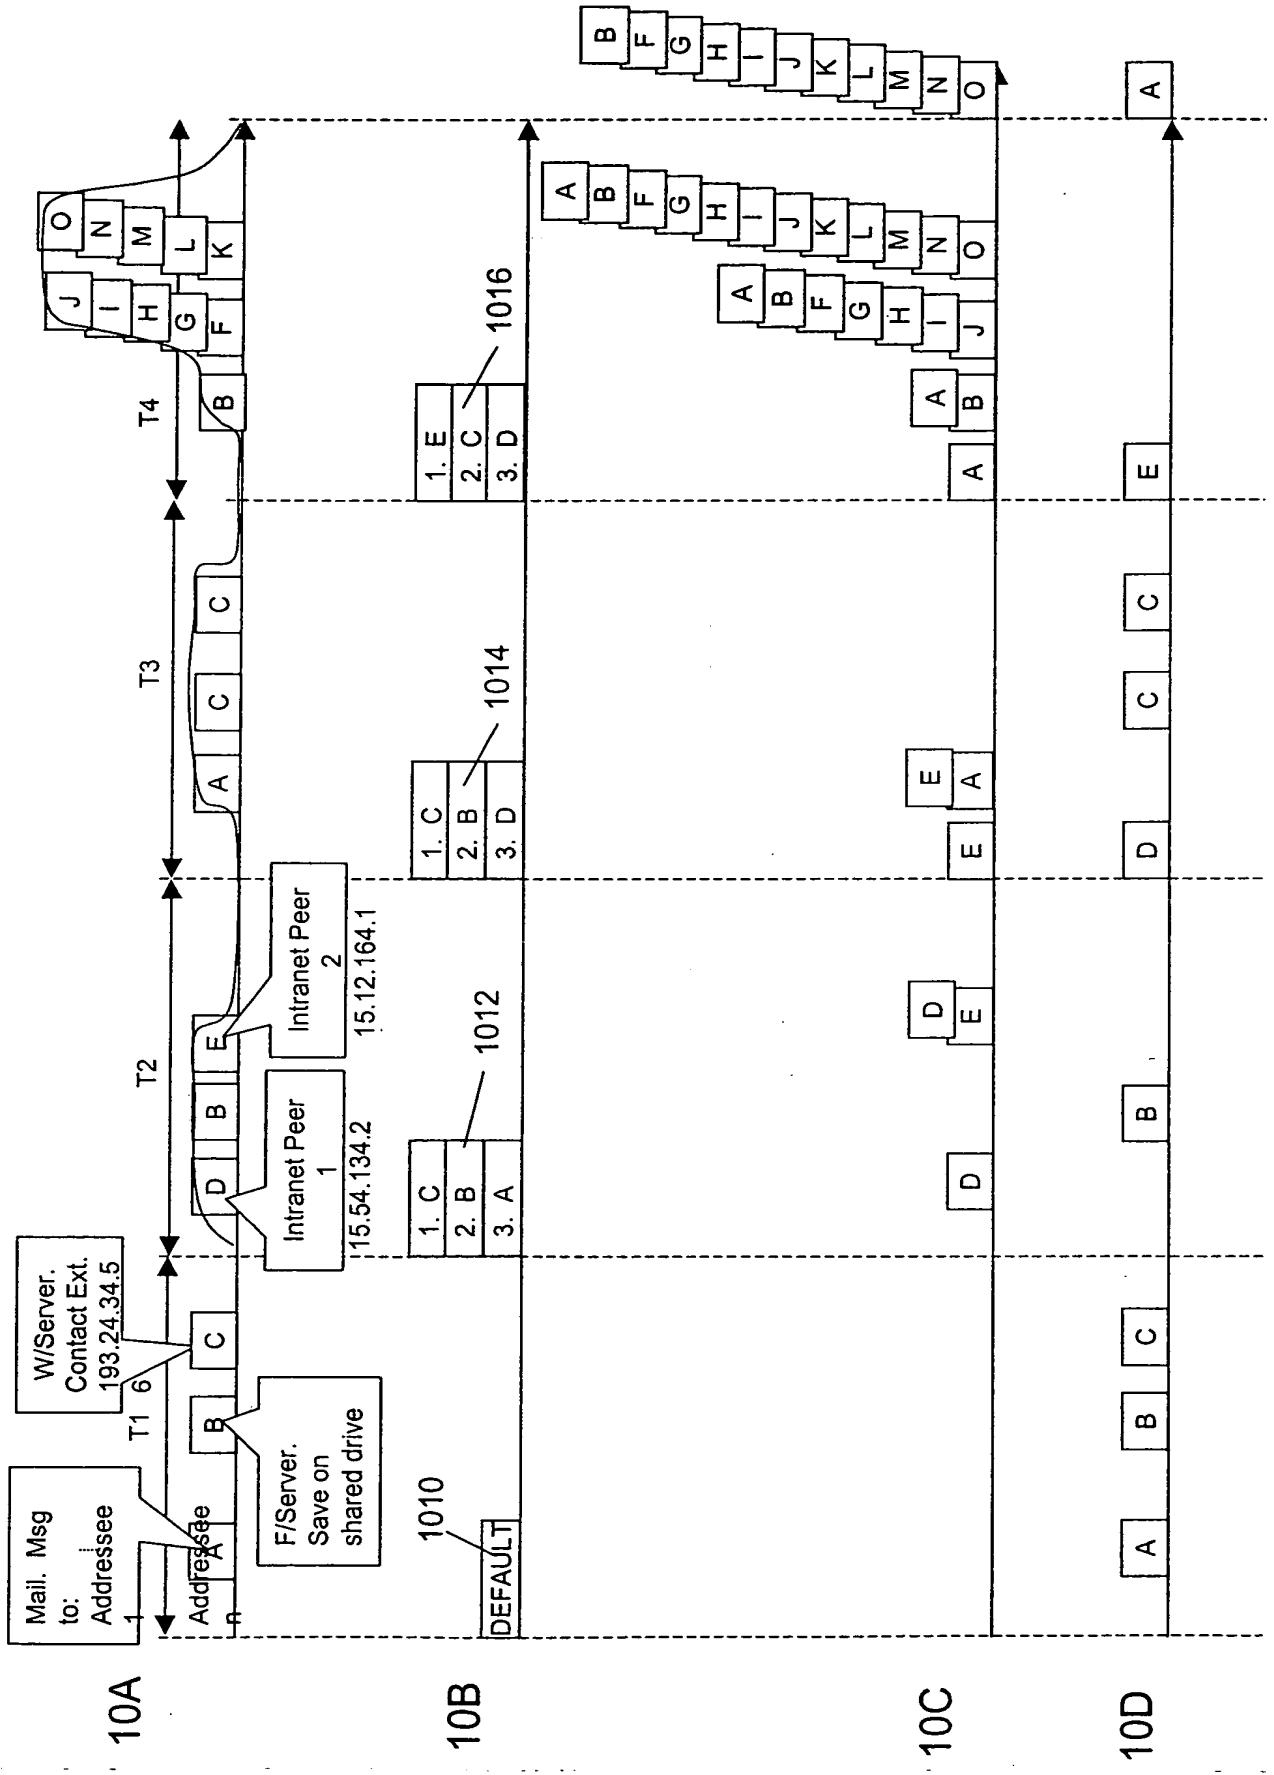 10A
Mail. Msg
to:
Addressee
1
Addressee
n
A
T1
B
F/Server.
Save on
shared drive
W/Server.
Contact Ext.
193.24.34.5
6
C
T2
D
Intranet Peer
1
15.54.134.2
B
E
Intranet Peer
2
15.12.164.1
T3
A
C
C
T4
B
J
I
H
G
F
O
N
M
L
K
10B
DEFAULT
1010
1. C
2. B
3. A
1012
1. C
2. B
3. D
1014
1. E
2. C
3. D
1016
10C
D
D
E
E
E
A
A
A
B
A
B
F
G
H
I
J
A
B
F
G
H
I
J
K
L
M
N
O
B
F
G
H
I
J
K
L
M
N
O
10D
A
B
C
B
D
C
C
E
A